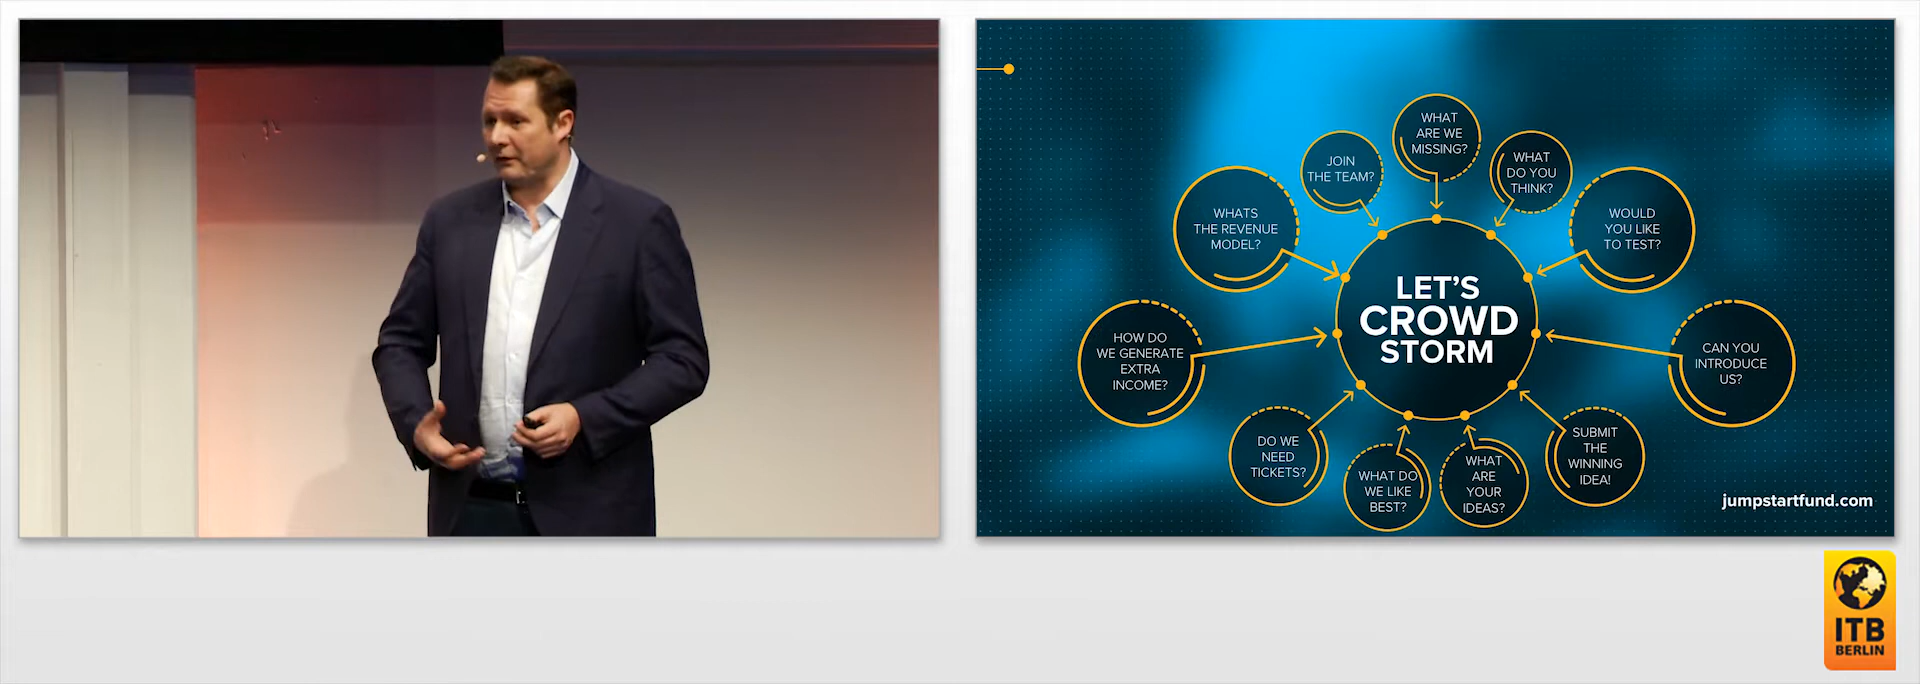 WHAT
ARE WE
MISSING?
JOIN
THE TEAM?
WHAT
DO YOU
THINK?
WHATS
THE REVENUE
MODEL?
WOULD
YOU LIKE
TO TEST?
LET'S
CROWD
STORM
HOW DO
WE GENERATE
EXTRA
INCOME?
CAN YOU
INTRODUCE
US?
DO WE
NEED
TICKETS?
WHAT DO
WE LIKE
BEST?
WHAT
ARE
YOUR
IDEAS?
SUBMIT
THE
WINNING
IDEA!
jumpstartfund.com
ITB
BERLIN